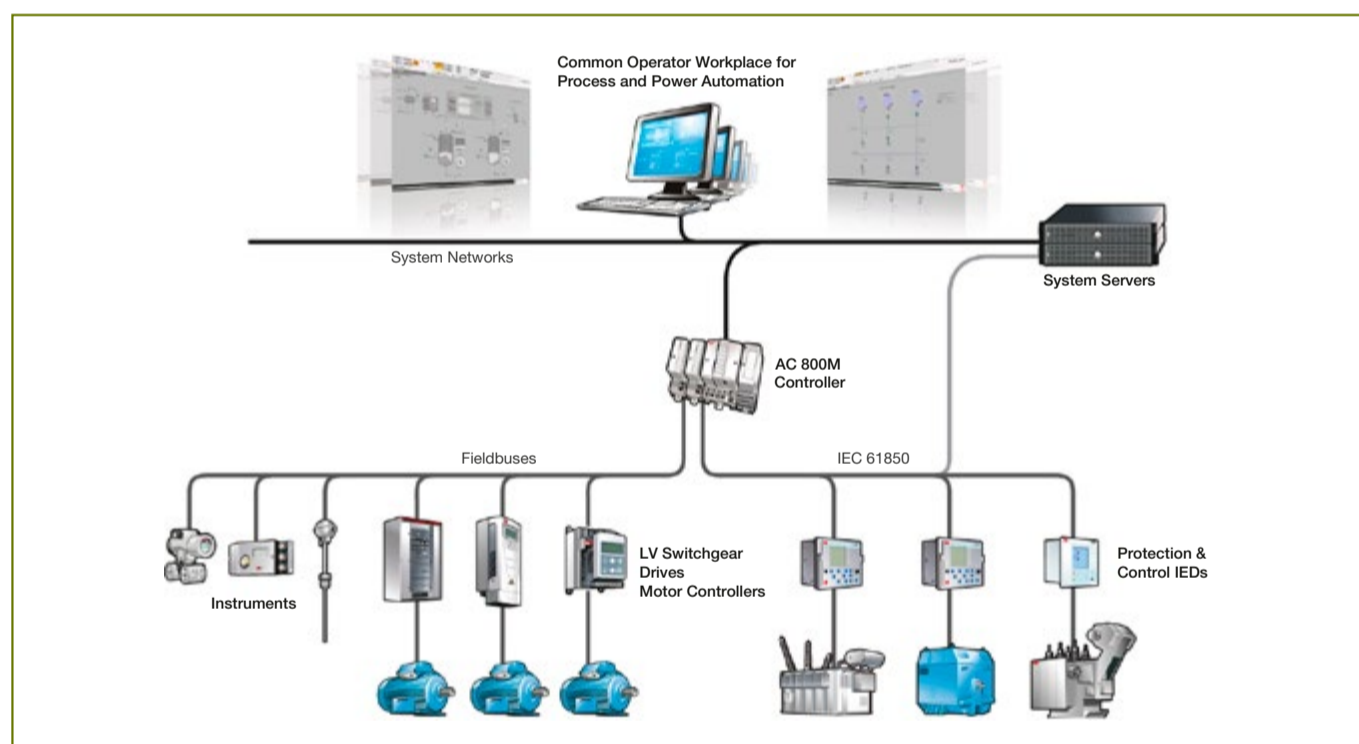 Common Operator Workplace for
Process and Power Automation
System Networks
System Servers
AC 800M
Controller
Fieldbuses
IEC 61850
LV Switchgear
Drives
Motor Controllers
Protection &
Control IEDs
Instruments